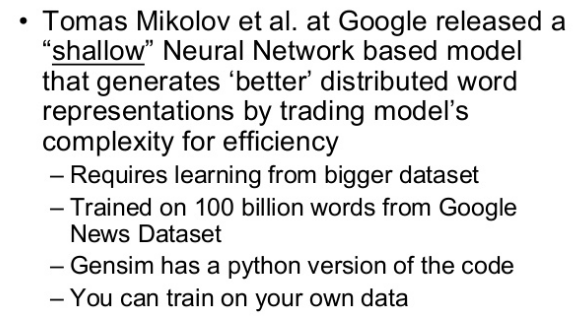 • Tomas Mikolov et al. at Google released a
“shallow” Neural Network based model
that generates ‘better’ distributed word
representations by trading model’s
complexity for efficiency
– Requires learning from bigger dataset
– Trained on 100 billion words from Google
News Dataset
– Gensim has a python version of the code
– You can train on your own data